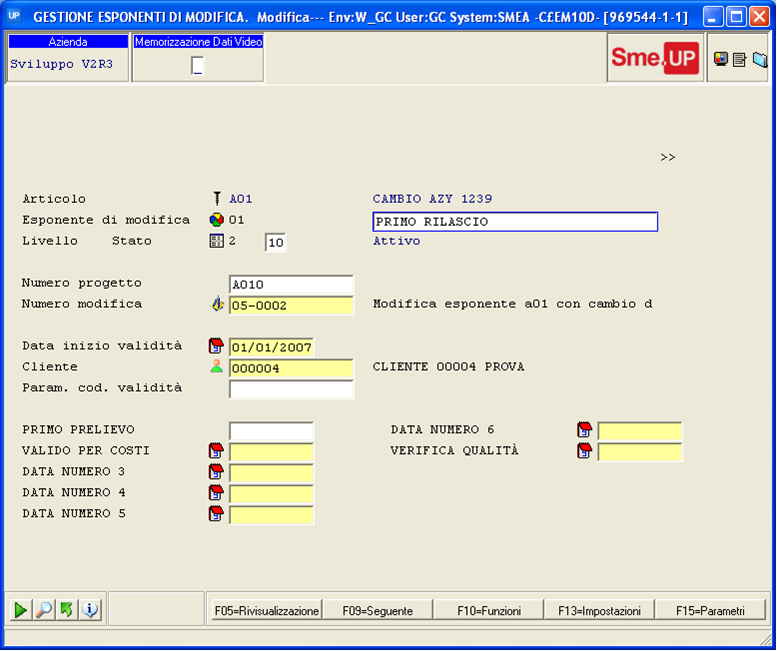 UP GESTIONE ESPONENTI DI MODIFICA. Modifica--- Env:W_GC User:GC System:SMEA -C£EM10D- [969544-1-1]
Azienda
Memorizzazione Dati Video
Sviluppo V2R3
Sme.UP
>>
Articolo A01 CAMBIO AZY 1239
Esponente di modifica 01 PRIMO RILASCIO
Livello Stato 2 10 Attivo
Numero progetto A010
Numero modifica 05-0002 Modifica esponente a01 con cambio d
Data inizio validità 01/01/2007
Cliente 000004 CLIENTE 00004 PROVA
Param. cod. validità
PRIMO PRELIEVO DATA NUMERO 6
VALIDO PER COSTI VERIFICA QUALITÀ
DATA NUMERO 3
DATA NUMERO 4
DATA NUMERO 5
F05=Rivisualizzazione F09=Seguente F10=Funzioni F13=Impostazioni F15=Parametri